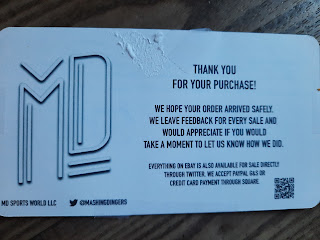 MD
THANK YOU
FOR YOUR PURCHASE!
WE HOPE YOUR ORDER ARRIVED SAFELY.
WE LEAVE FEEDBACK FOR EVERY SALE AND
WOULD APPRECIATE IF YOU WOULD
TAKE A MOMENT TO LET US KNOW HOW WE DID.
EVERYTHING ON EBAY IS ALSO AVAILABLE FOR SALE DIRECTLY
THROUGH TWITTER. WE ACCEPT PAYPAL G&S OR
CREDIT CARD PAYMENT THROUGH SQUARE.
MD SPORTS WORLD LLC
@MASHINGDINGERS